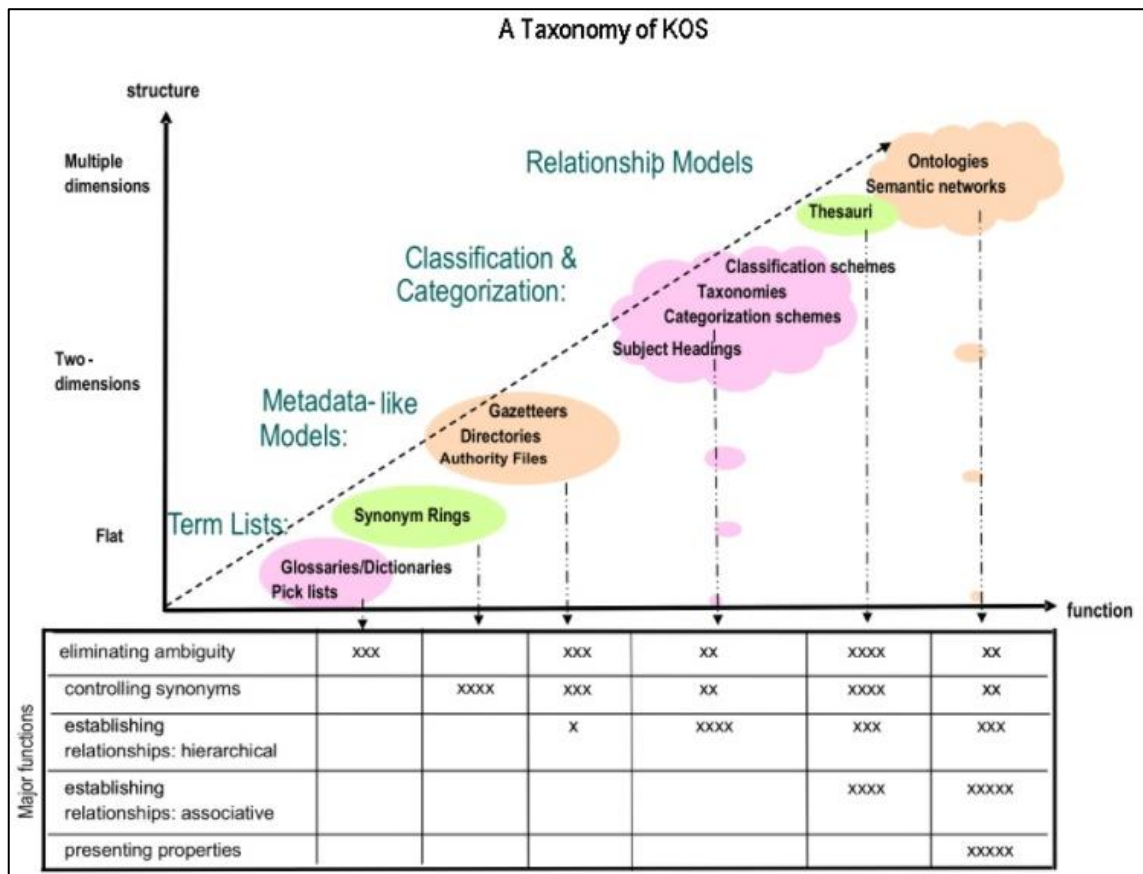 A Taxonomy of KOS
structure
Multiple
dimensions
Relationship Models
Ontologies
Semantic networks
Thesauri
Classification &
Categorization:
Classification schemes
Taxonomies
Categorization schemes
Subject Headings
Two -
dimensions
Metadata-like
Models:
Gazetteers
Directories
Authority Files
Term Lists:
Synonym Rings
Flat
Glossaries/Dictionaries
Pick lists
function
Major functions
eliminating ambiguity xxx xxx xx xxxx xx
controlling synonyms xxxx xxx xx xxxx xx
establishing x xxxx xxx xxx
relationships: hierarchical
establishing xxxx xxxxx
relationships: associative
presenting properties xxxxx